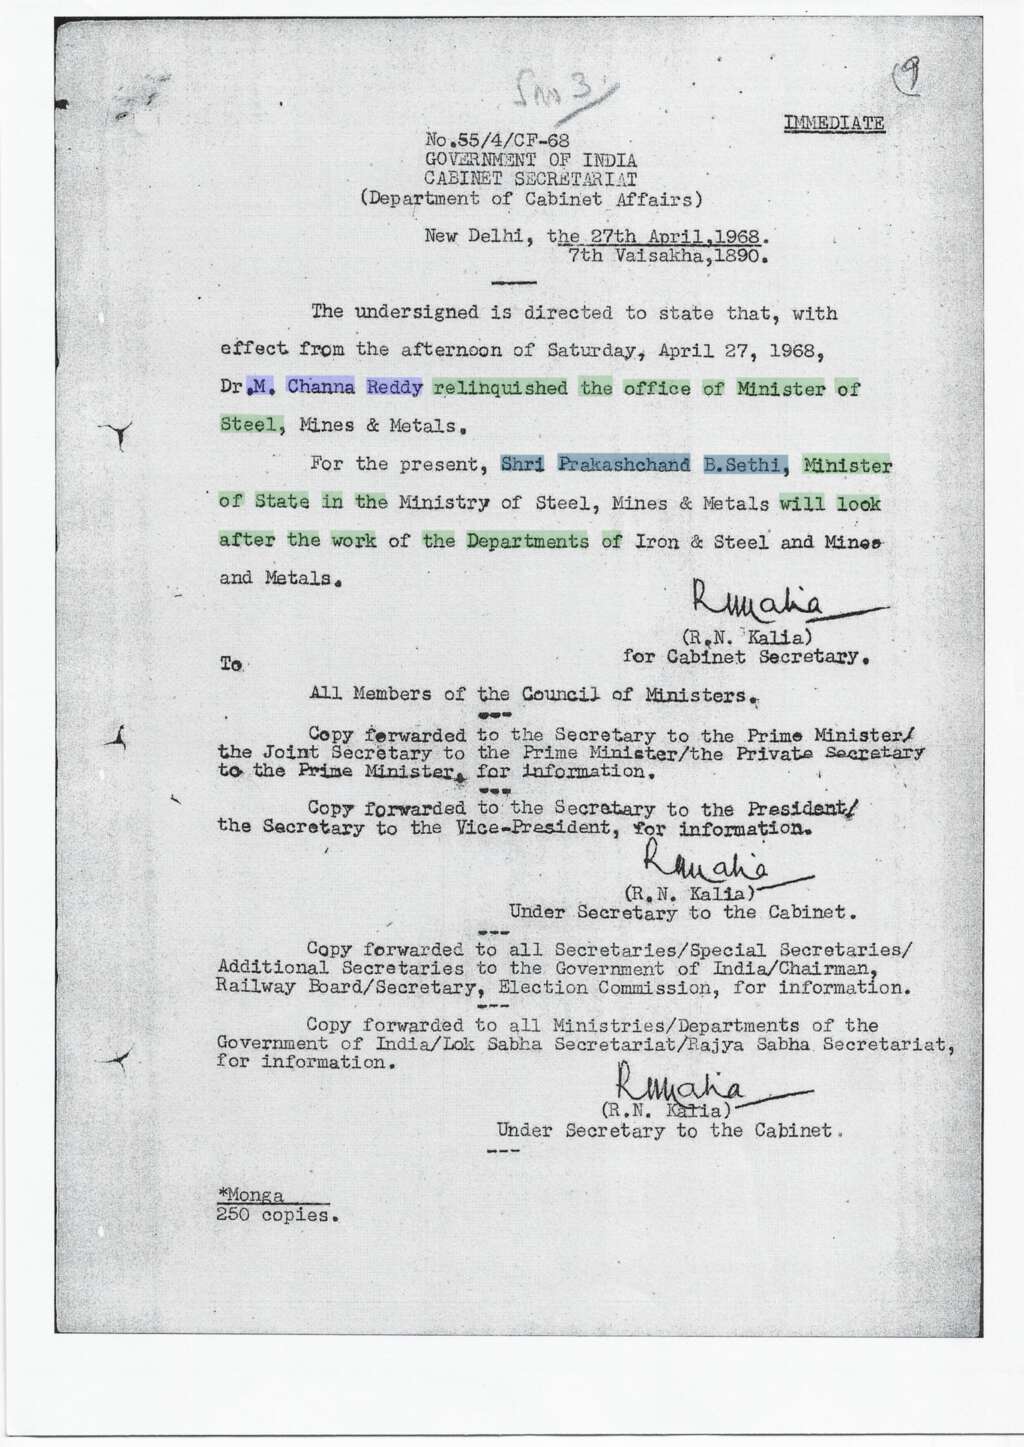 9
IMMEDIATE
No.55/4/CF-68
GOVERNMENT OF INDIA
CABINET SECRETARIAT
(Department of Cabinet Affairs)
New Delhi, the 27th April,1968.
7th Vaisakha,1890.
The undersigned is directed to state that, with
effect from the afternoon of Saturday, April 27, 1968,
Dr.M. Channa Reddy relinquished the office of Minister of
Steel, Mines & Metals.
For the present, Shri Prakashchand B.Sethi, Minister
of State in the Ministry of Steel, Mines & Metals will look
after the work of the Departments of Iron & Steel and Mines
and Metals.
(R.N. Kalia)
for Cabinet Secretary.
To
All Members of the Council of Ministers.
---
Copy forwarded to the Secretary to the Prime Minister/
the Joint Secretary to the Prime Minister/the Private Secretary
to the Prime Minister, for information.
---
Copy forwarded to the Secretary to the President/
the Secretary to the Vice-President, for information.
(R.N. Kalia)
Under Secretary to the Cabinet.
---
Copy forwarded to all Secretaries/Special Secretaries/
Additional Secretaries to the Government of India/Chairman,
Railway Board/Secretary, Election Commission, for information.
---
Copy forwarded to all Ministries/Departments of the
Government of India/Lok Sabha Secretariat/Rajya Sabha Secretariat,
for information.
(R.N. Kalia)
Under Secretary to the Cabinet.
---
*Monga
250 copies.